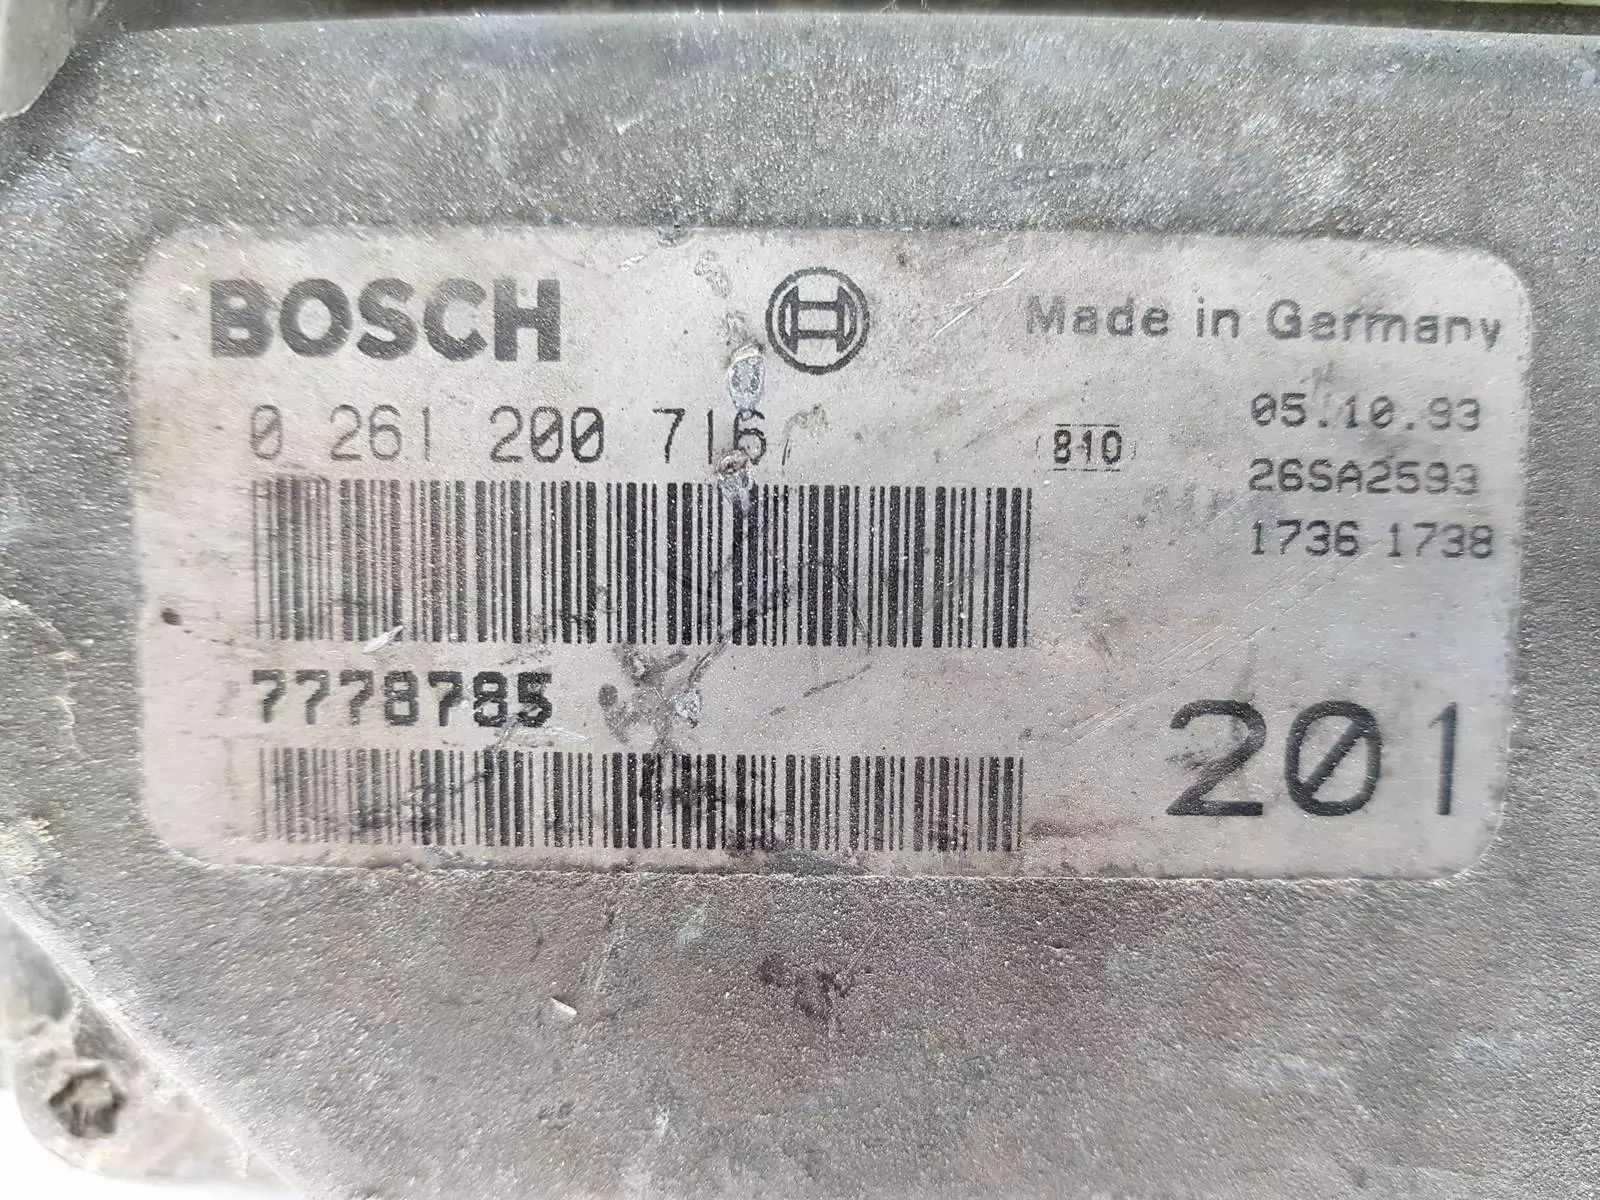 BOSCH
Made in Germany
0 261 200 716
810
05.10.93
26SA2593
1736 1738
7778785
201